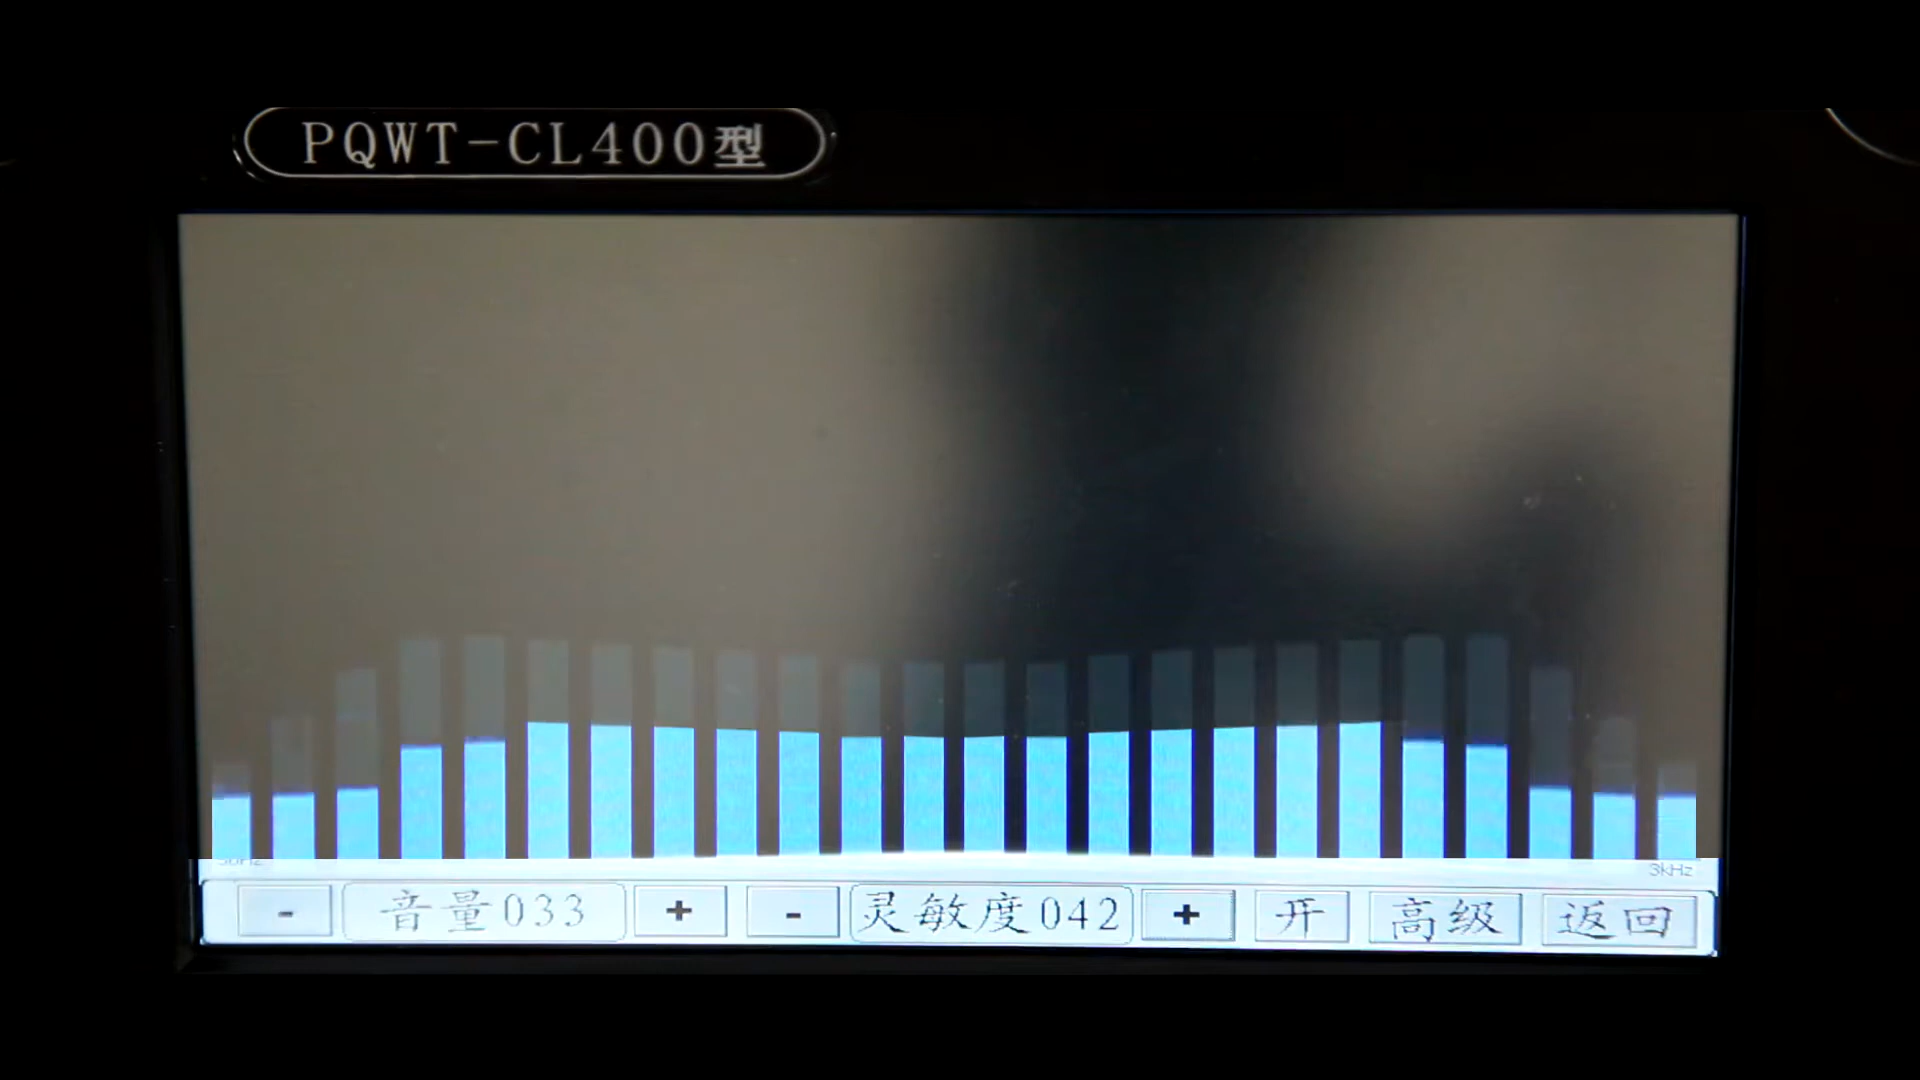 PQWT-CL400型
3kHz
- 音量033 + - 灵敏度042 + 开 高级 返回